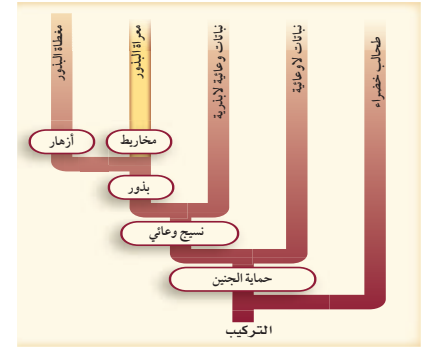 طحالب خضراء
نباتات لاوعائية
نباتات وعائية لابذرية
معراة البذور
مغطاة البذور
مخاريط
أزهار
بذور
نسيج وعائي
حماية الجنين
التركيب